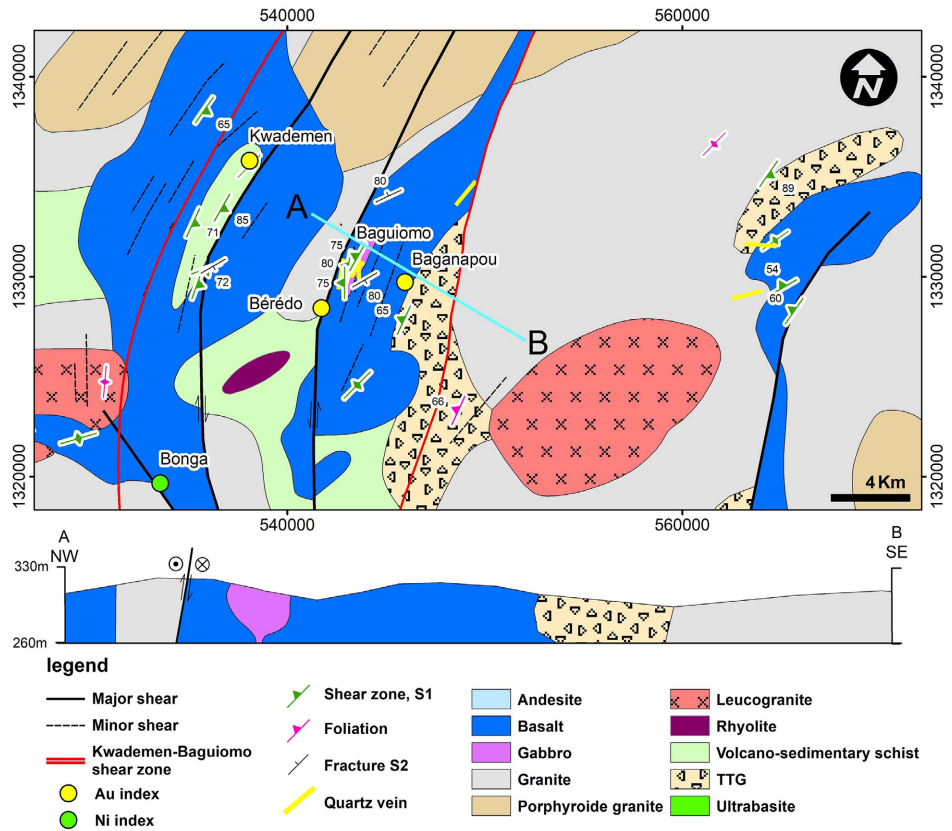 540000
560000
1340000
1340000
N
65
Kwademen
80
A
85
71
Baguiomo
75
80
75
Baganapou
72
80
65
Bérédo
89
54
60
1330000
1330000
B
66
Bonga
1320000
1320000
4 Km
540000
560000
A
NW
B
SE
330m
260m
legend
Major shear
Minor shear
Kwademen-Baguiomo
shear zone
Au index
Ni index
Shear zone, S1
Foliation
Fracture S2
Quartz vein
Andesite
Basalt
Gabbro
Granite
Porphyroide granite
Leucogranite
Rhyolite
Volcano-sedimentary schist
TTG
Ultrabasite